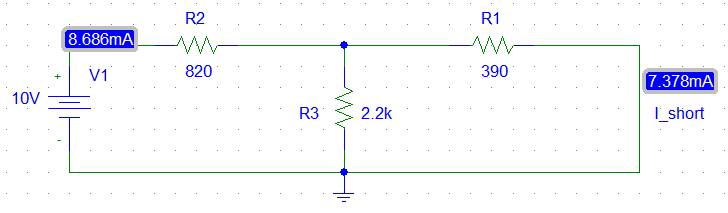 R2
R1
8.686mA
+
V1
820
390
7.378mA
10V
R3
2.2k
I_short
-